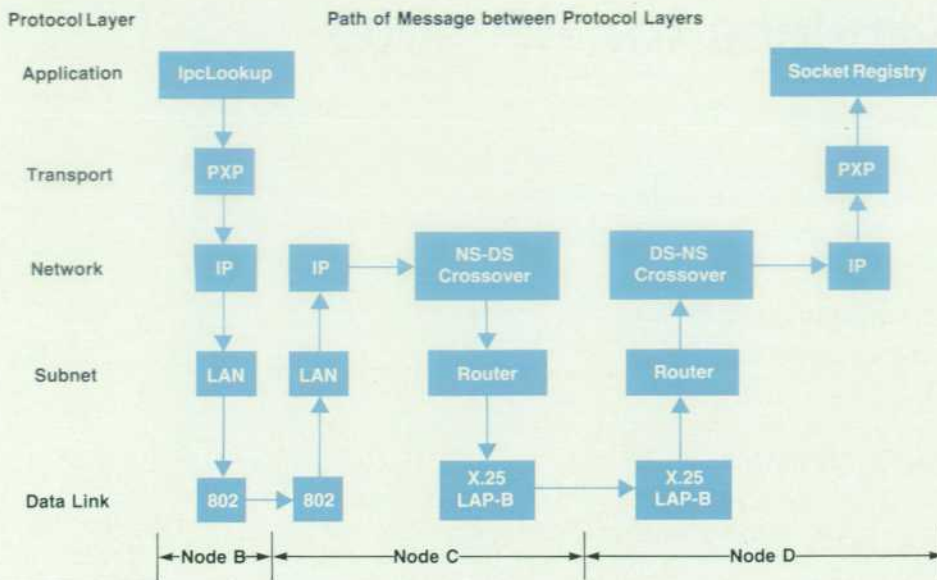 Protocol Layer
Path of Message between Protocol Layers
Application
IpcLookup
Socket Registry
Transport
PXP
PXP
Network
IP
IP
NS-DS
Crossover
DS-NS
Crossover
IP
Subnet
LAN
LAN
Router
Router
Data Link
802
802
X.25
LAP-B
X.25
LAP-B
Node B
Node C
Node D